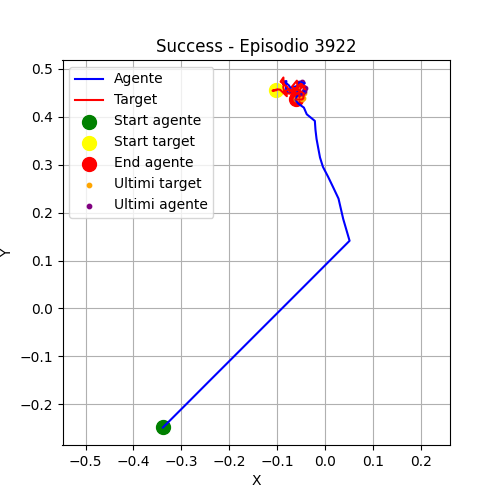 Success - Episodio 3922
Agente
Target
Start agente
Start target
End agente
Ultimi target
Ultimi agente
0.5
0.4
0.3
0.2
0.1
0.0
−0.1
−0.2
Y
−0.5 −0.4 −0.3 −0.2 −0.1 0.0 0.1 0.2
X